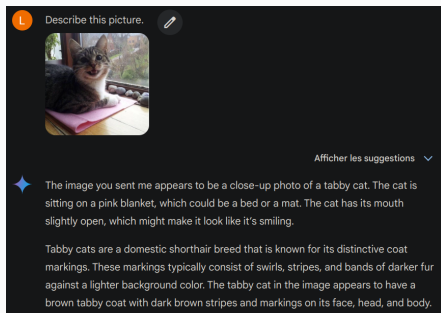 L
Describe this picture.
Afficher les suggestions
The image you sent me appears to be a close-up photo of a tabby cat. The cat is
sitting on a pink blanket, which could be a bed or a mat. The cat has its mouth
slightly open, which might make it look like it's smiling.
Tabby cats are a domestic shorthair breed that is known for its distinctive coat
markings. These markings typically consist of swirls, stripes, and bands of darker fur
against a lighter background color. The tabby cat in the image appears to have a
brown tabby coat with dark brown stripes and markings on its face, head, and body.